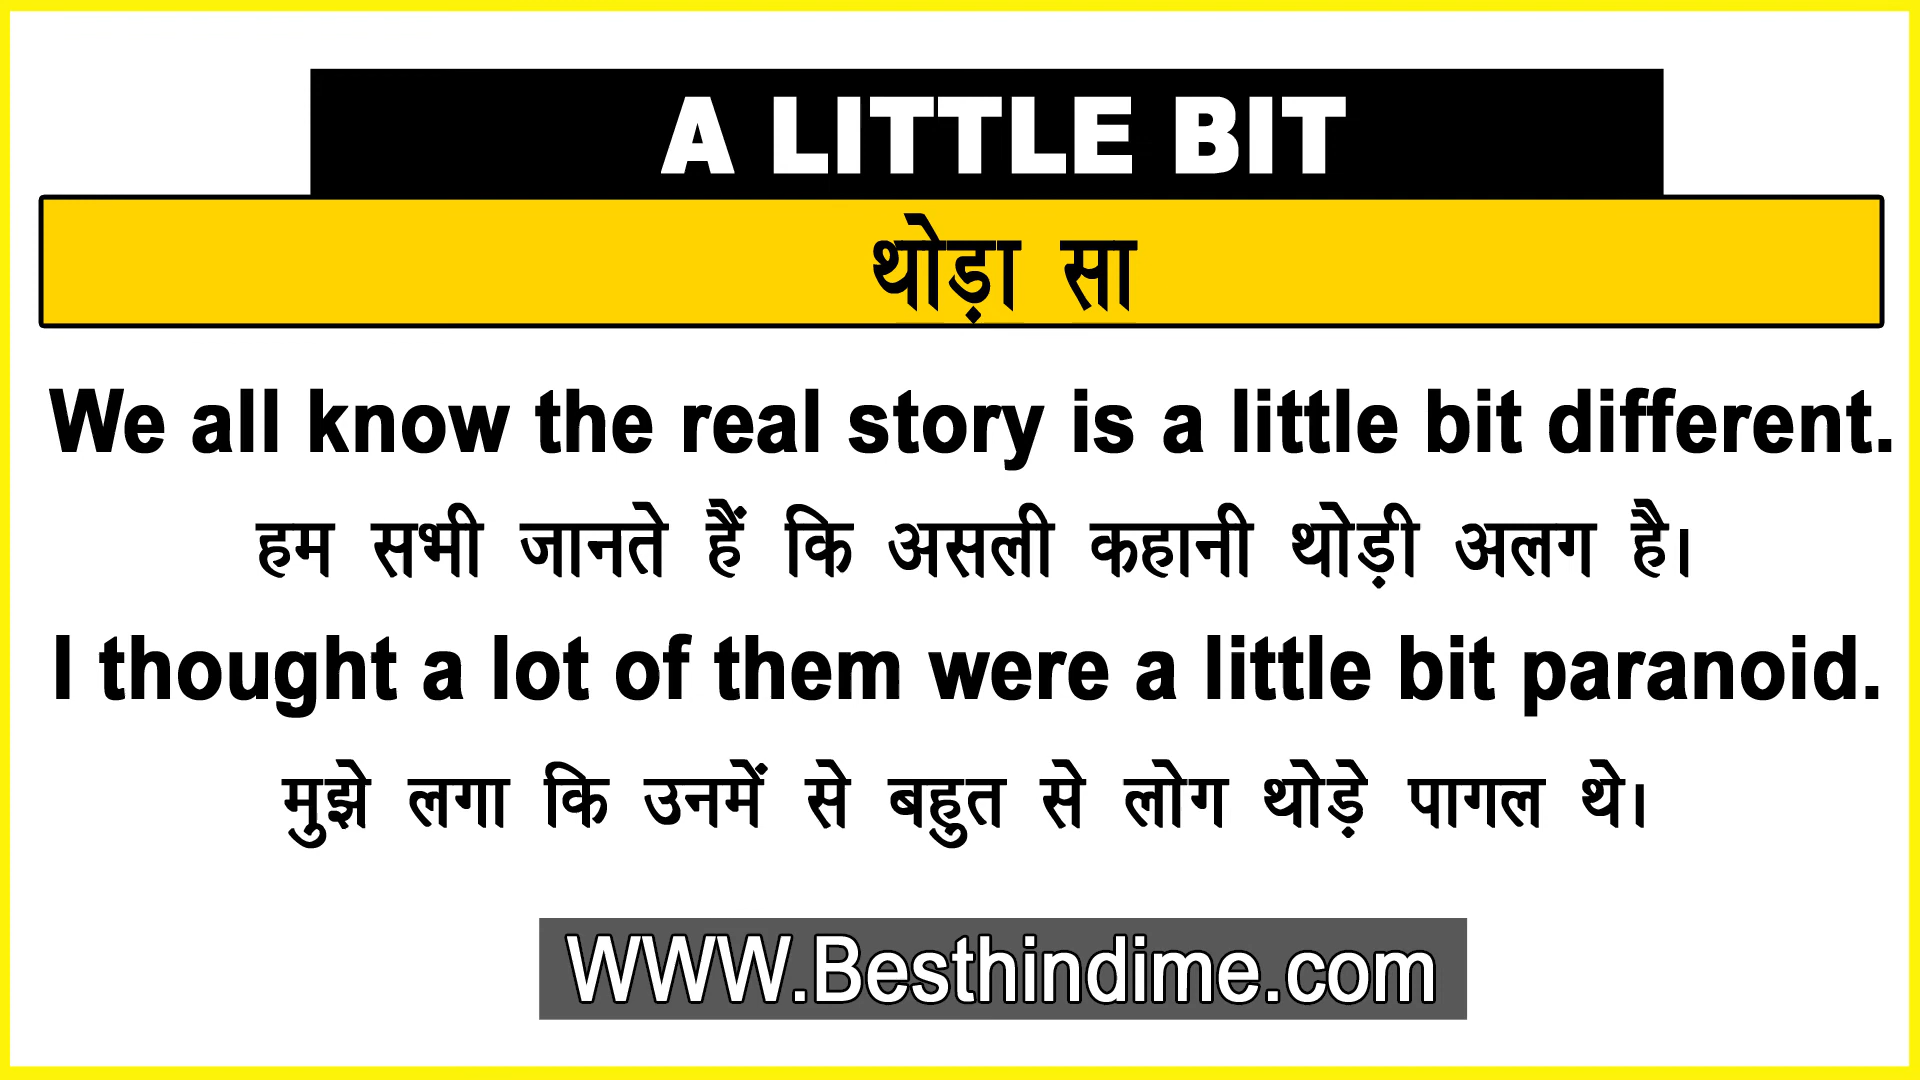 A LITTLE BIT
थोड़ा सा
We all know the real story is a little bit different.
हम सभी जानते हैं कि असली कहानी थोड़ी अलग है।
I thought a lot of them were a little bit paranoid.
मुझे लगा कि उनमें से बहुत से लोग थोड़े पागल थे।
WWW.Besthindime.com